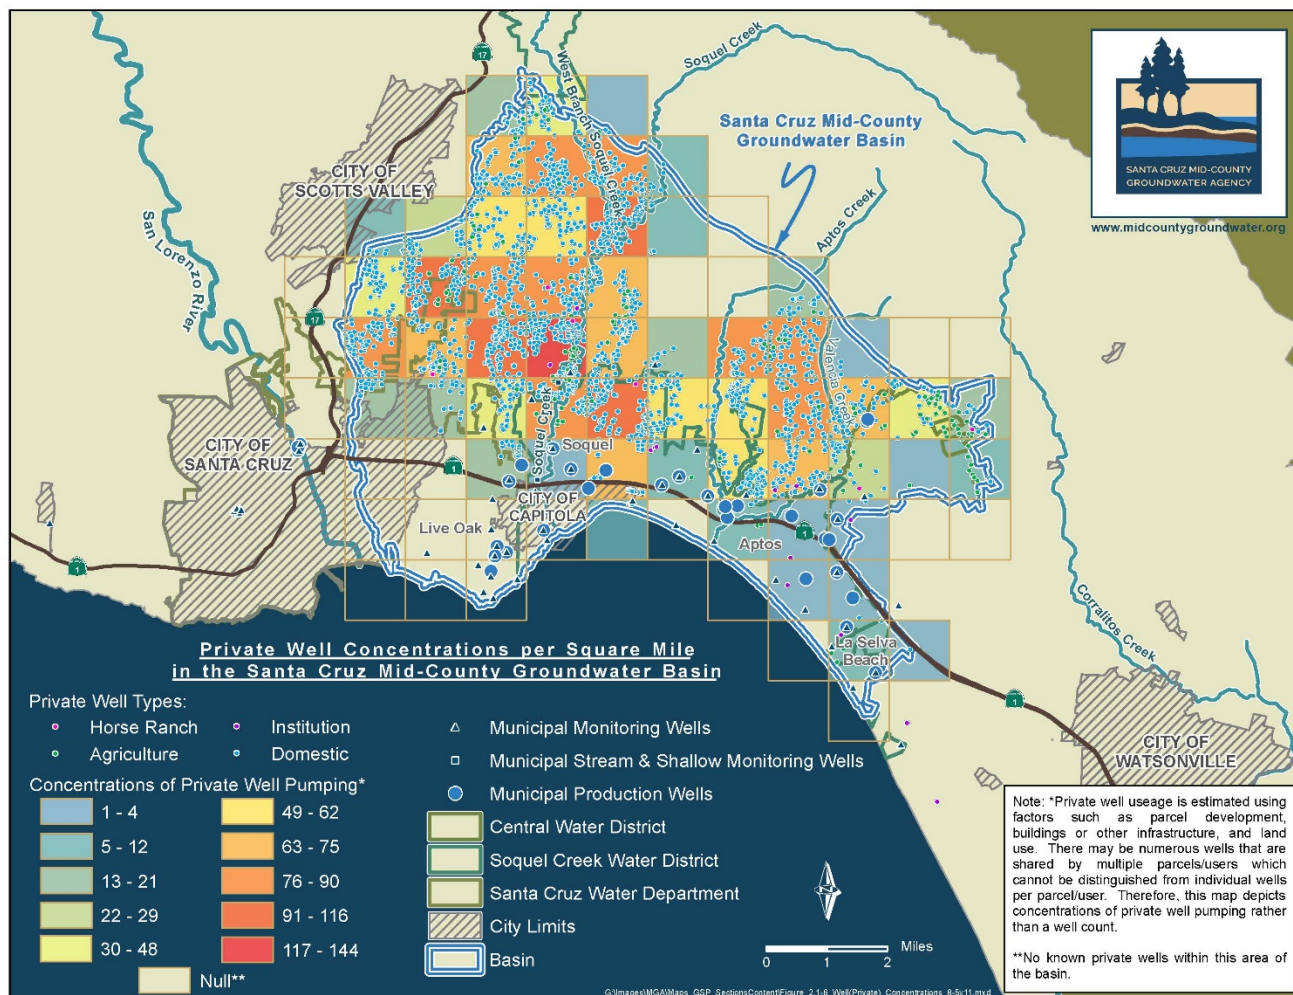 17
West Branch Soquel Creek
Soquel Creek
Santa Cruz Mid-County
Groundwater Basin
SANTA CRUZ MID-COUNTY
GROUNDWATER AGENCY
www.midcountygroundwater.org
CITY OF
SCOTTS VALLEY
San Lorenzo
River
Aptos Creek
17
Valencia Creek
CITY OF
SANTA CRUZ
Soquel Creek
Soquel
1
CITY OF
CAPITOLA
Live Oak
Aptos
1
1
Corralitos Creek
La Selva
Beach
1
CITY OF
WATSONVILLE
Private Well Concentrations per Square Mile
in the Santa Cruz Mid-County Groundwater Basin
Private Well Types:
Horse Ranch
Institution
Agriculture
Domestic
Concentrations of Private Well Pumping*
1 - 4
49 - 62
5 - 12
63 - 75
13 - 21
76 - 90
22 - 29
91 - 116
30 - 48
117 - 144
Null**
Municipal Monitoring Wells
Municipal Stream & Shallow Monitoring Wells
Municipal Production Wells
Central Water District
Soquel Creek Water District
Santa Cruz Water Department
City Limits
Basin
Miles
0 1 2
Note: *Private well useage is estimated using
factors such as parcel development,
buildings or other infrastructure, and land
use. There may be numerous wells that are
shared by multiple parcels/users which
cannot be distinguished from individual wells
per parcel/user. Therefore, this map depicts
concentrations of private well pumping rather
than a well count.
**No known private wells within this area of
the basin.